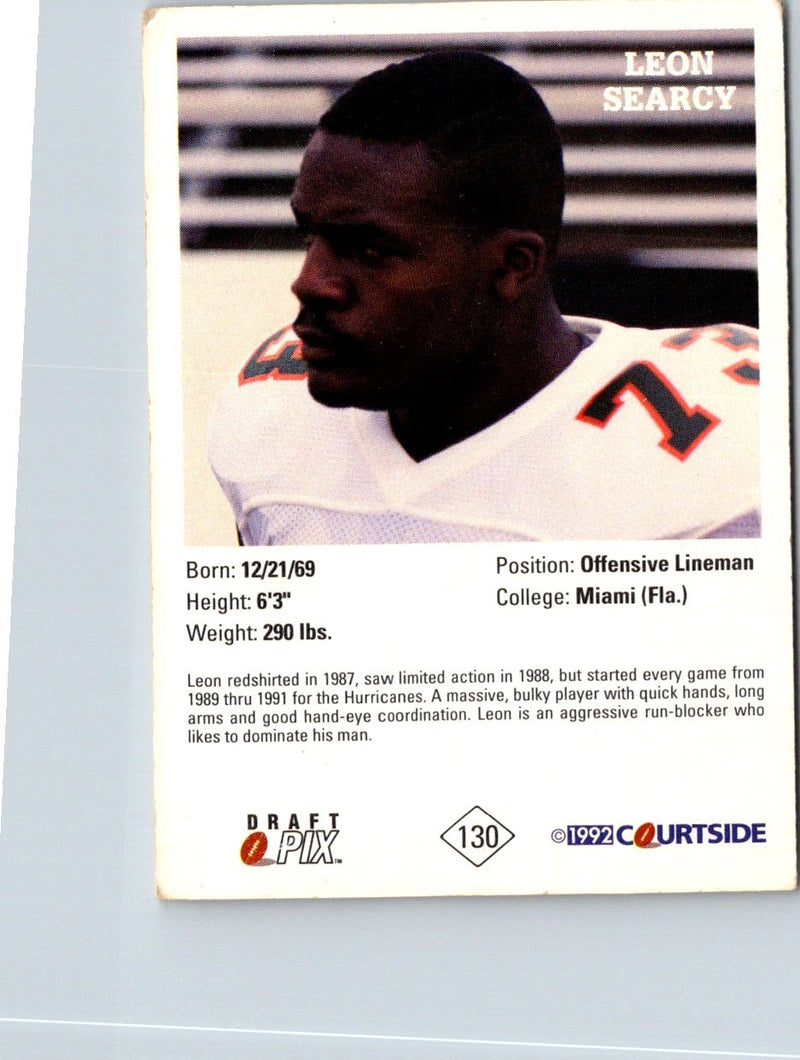 LEON
SEARCY
3
73
Born: 12/21/69
Height: 6'3"
Weight: 290 lbs.
Position: Offensive Lineman
College: Miami (Fla.)
Leon redshirted in 1987, saw limited action in 1988, but started every game from
1989 thru 1991 for the Hurricanes. A massive, bulky player with quick hands, long
arms and good hand-eye coordination. Leon is an aggressive run-blocker who
likes to dominate his man.
DRAFT
PIX™
130
©1992 COURTSIDE